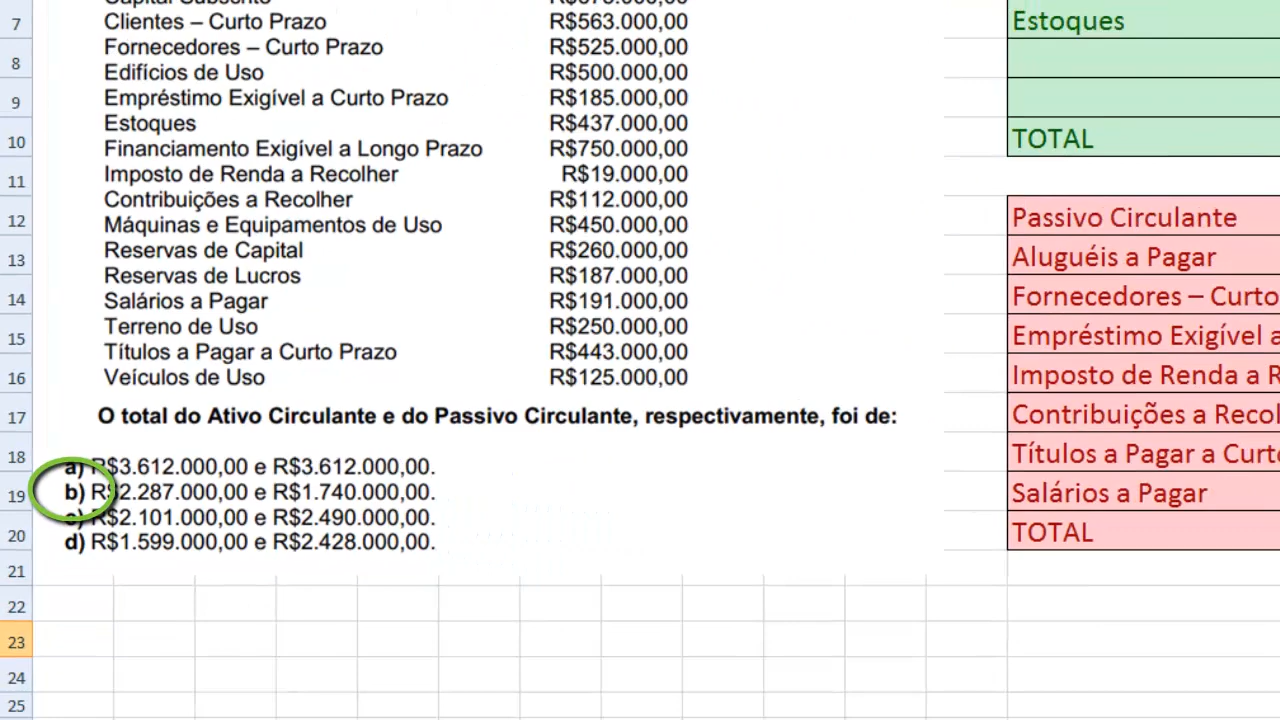 7
Clientes – Curto Prazo R$563.000,00
Estoques
8
Fornecedores – Curto Prazo R$525.000,00
Edifícios de Uso R$500.000,00
9
Empréstimo Exigível a Curto Prazo R$185.000,00
Estoques R$437.000,00
10
Financiamento Exigível a Longo Prazo R$750.000,00
TOTAL
11
Imposto de Renda a Recolher R$19.000,00
Contribuições a Recolher R$112.000,00
12
Máquinas e Equipamentos de Uso R$450.000,00
Passivo Circulante
13
Reservas de Capital R$260.000,00
Aluguéis a Pagar
Reservas de Lucros R$187.000,00
14
Salários a Pagar R$191.000,00
Fornecedores – Curto
15
Terreno de Uso R$250.000,00
Empréstimo Exigível a
Títulos a Pagar a Curto Prazo R$443.000,00
16
Veículos de Uso R$125.000,00
Imposto de Renda a R
17
O total do Ativo Circulante e do Passivo Circulante, respectivamente, foi de:
Contribuições a Recol
18
a) R$3.612.000,00 e R$3.612.000,00.
Títulos a Pagar a Curto
19
b) R$2.287.000,00 e R$1.740.000,00.
Salários a Pagar
20
c) R$2.101.000,00 e R$2.490.000,00.
d) R$1.599.000,00 e R$2.428.000,00.
TOTAL
21
22
23
24
25